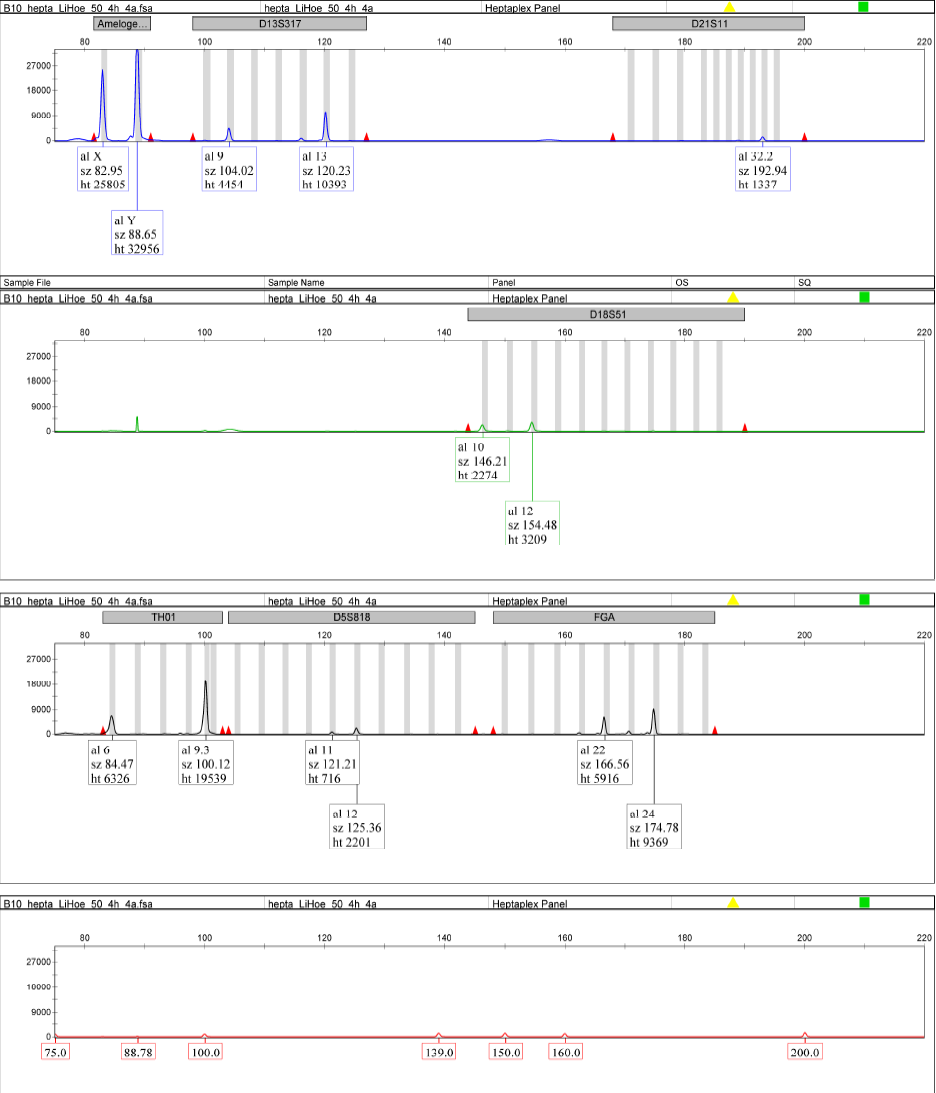 B10_hepta_LiHoe_50_4h_4a.fsa hepta_LiHoe_50_4h_4a Heptaplex Panel
Ameloge... D13S317 D21S11
80 100 120 140 160 180 200 220
27000
18000
9000
0
al X al 9 al 13 al 32.2
sz 82.95 sz 104.02 sz 120.23 sz 192.94
ht 25805 ht 4454 ht 10393 ht 1337
al Y
sz 88.65
ht 32956
Sample File Sample Name Panel OS SQ
B10_hepta_LiHoe_50_4h_4a.fsa hepta_LiHoe_50_4h_4a Heptaplex Panel
D18S51
80 100 120 140 160 180 200 220
27000
18000
9000
0
al 10
sz 146.21
ht 2274
al 12
sz 154.48
ht 3209
B10_hepta_LiHoe_50_4h_4a.fsa hepta_LiHoe_50_4h_4a Heptaplex Panel
TH01 D5S818 FGA
80 100 120 140 160 180 200 220
27000
18000
9000
0
al 6 al 9.3 al 11 al 22
sz 84.47 sz 100.12 sz 121.21 sz 166.56
ht 6326 ht 19539 ht 716 ht 5916
al 12 al 24
sz 125.36 sz 174.78
ht 2201 ht 9369
B10_hepta_LiHoe_50_4h_4a.fsa hepta_LiHoe_50_4h_4a Heptaplex Panel
80 100 120 140 160 180 200 220
27000
18000
9000
0
75.0 88.78 100.0 139.0 150.0 160.0 200.0